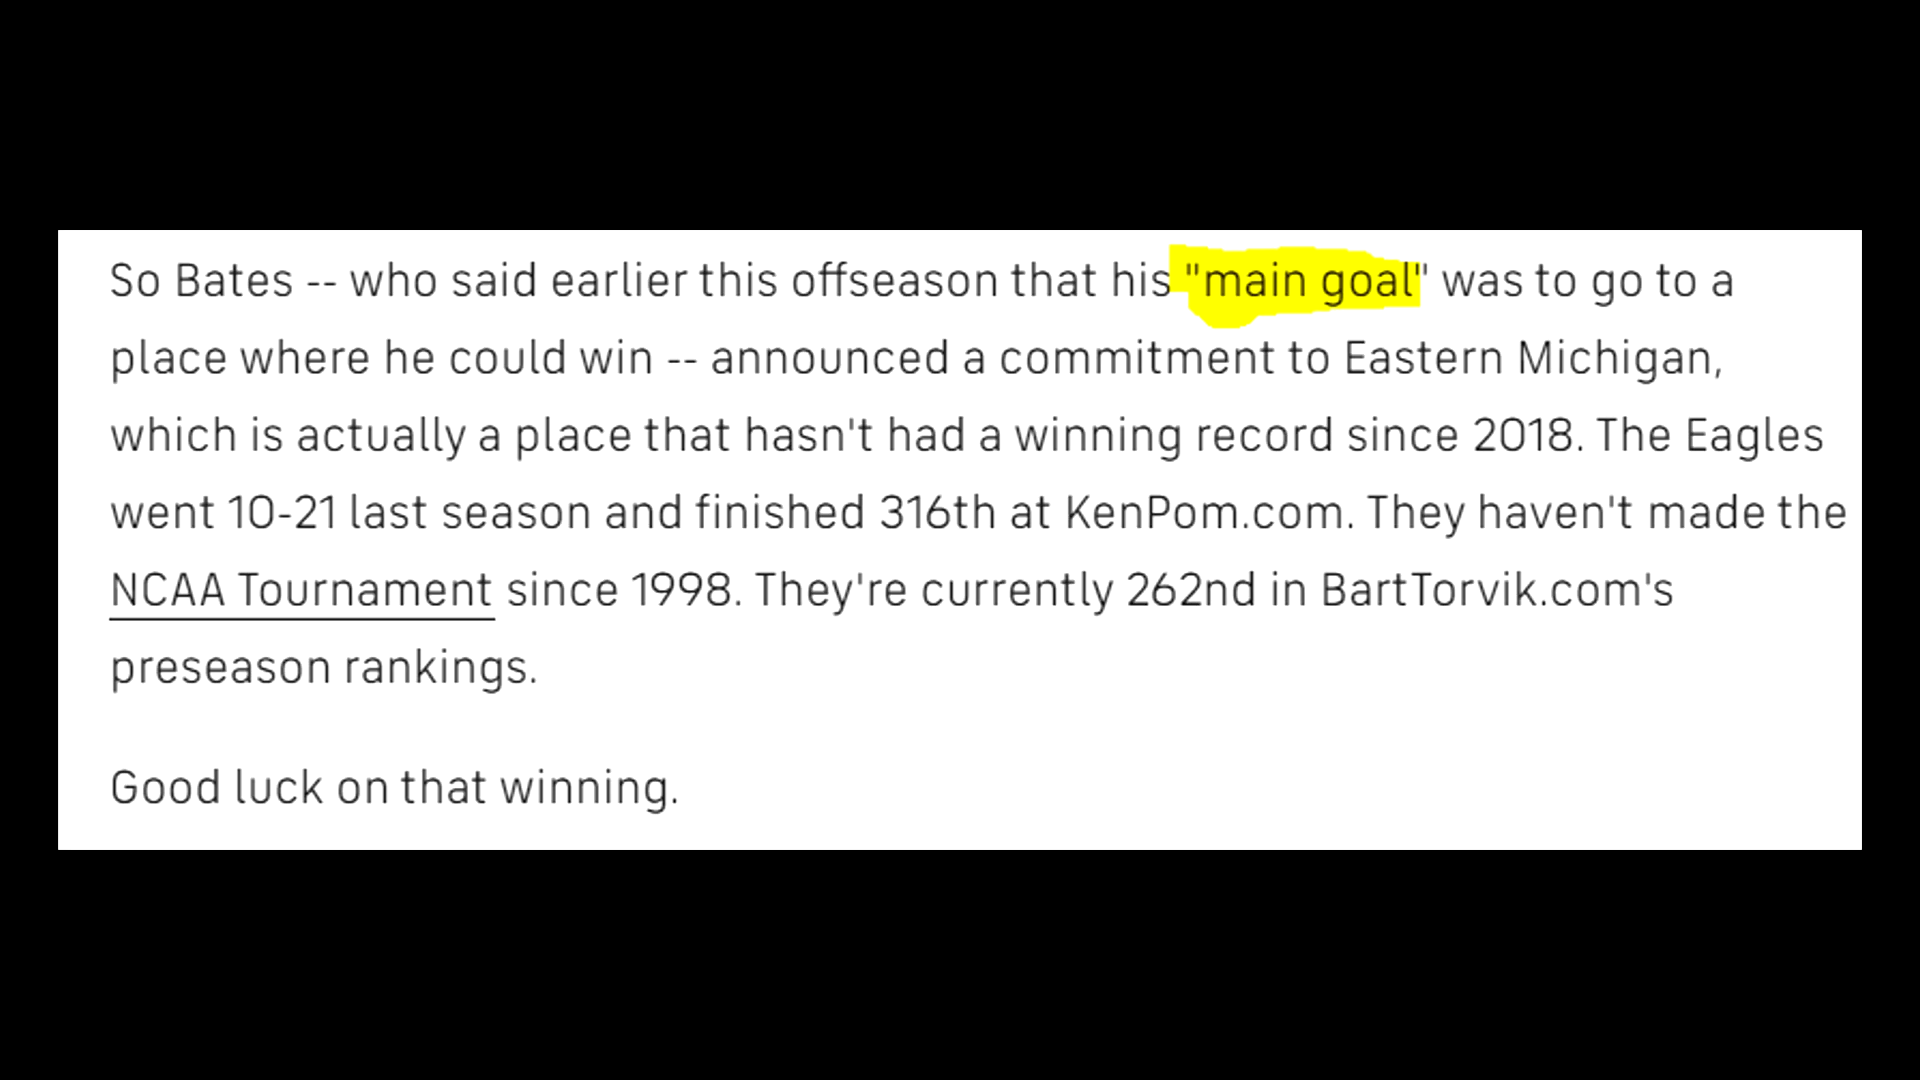 So Bates -- who said earlier this offseason that his "main goal" was to go to a
place where he could win -- announced a commitment to Eastern Michigan,
which is actually a place that hasn't had a winning record since 2018. The Eagles
went 10-21 last season and finished 316th at KenPom.com. They haven't made the
NCAA Tournament since 1998. They're currently 262nd in BartTorvik.com's
preseason rankings.
Good luck on that winning.